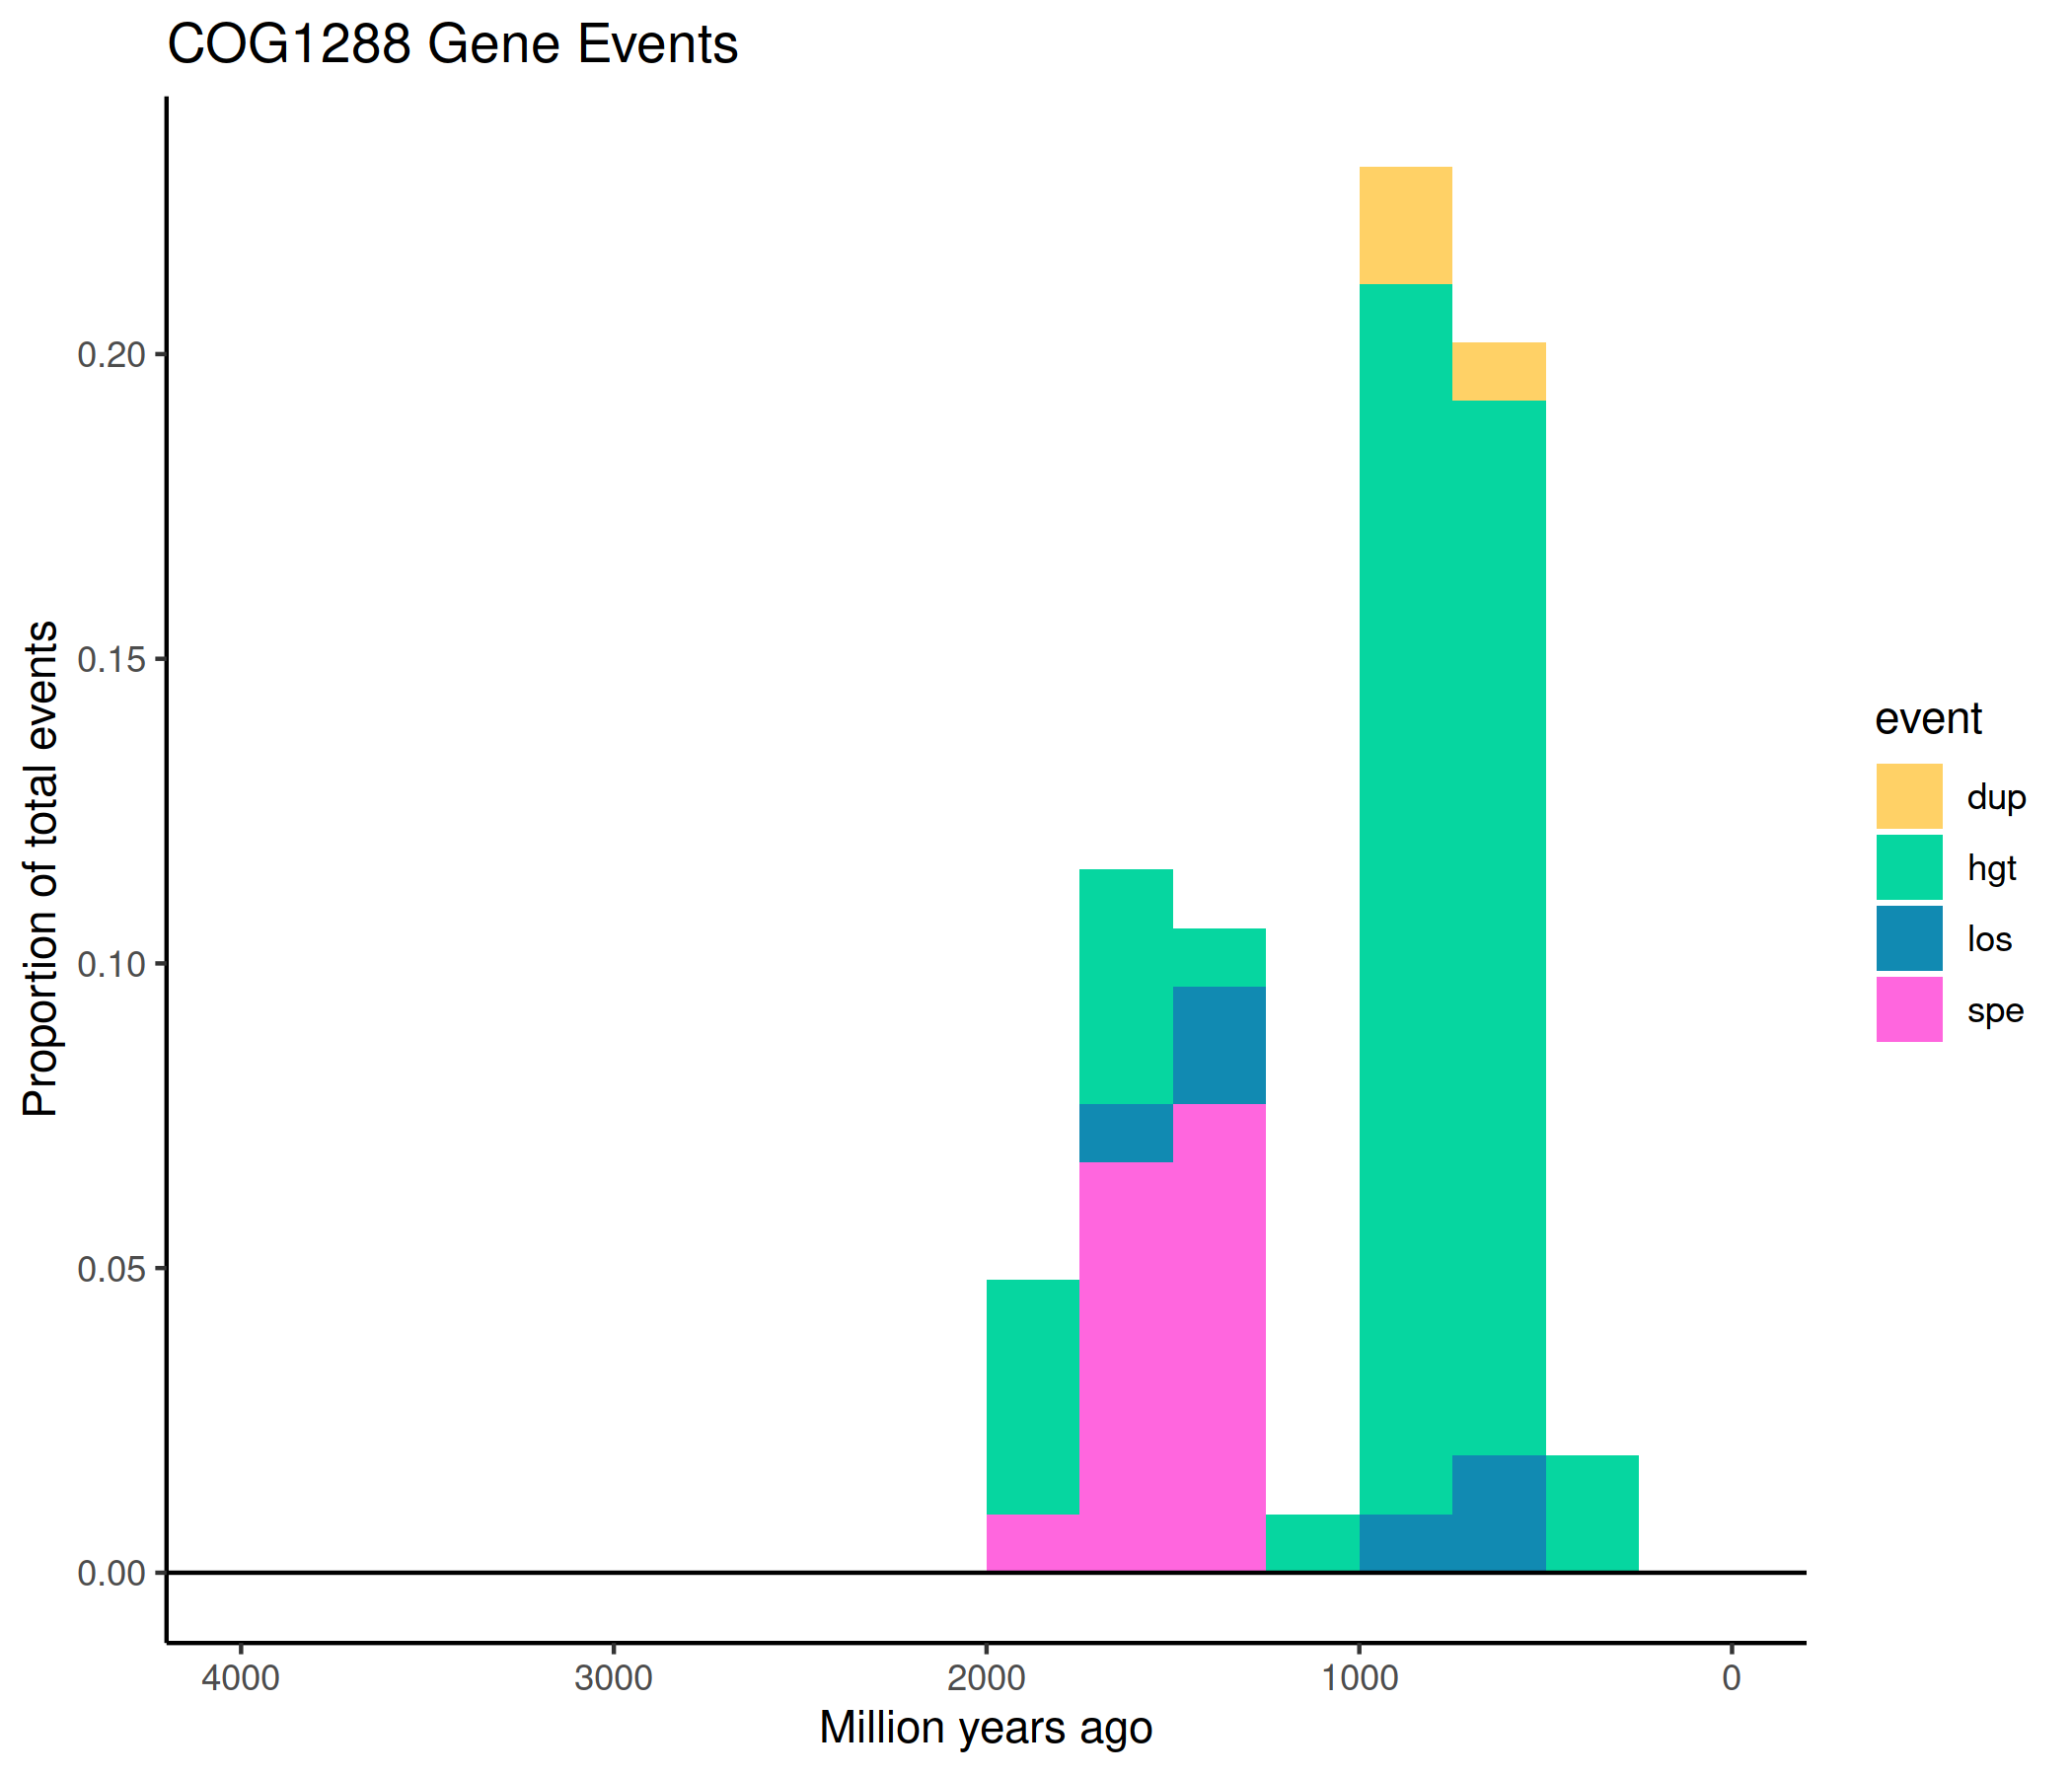 COG1288 Gene Events
Proportion of total events
0.20
0.15
0.10
0.05
0.00
4000 3000 2000 1000 0
Million years ago
event
dup
hgt
los
spe